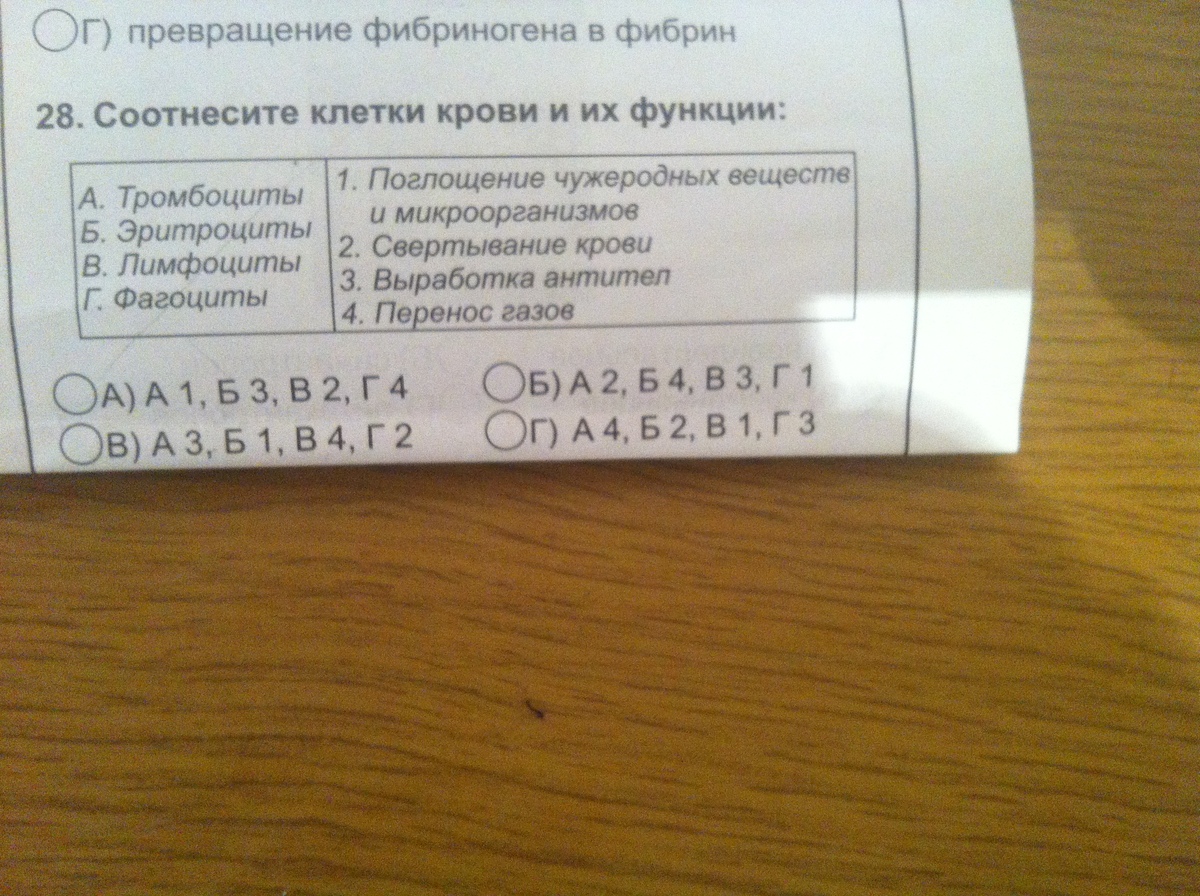 Г) превращение фибриногена в фибрин
28. Соотнесите клетки крови и их функции:
А. Тромбоциты
Б. Эритроциты
В. Лимфоциты
Г. Фагоциты
1. Поглощение чужеродных веществ
и микроорганизмов
2. Свертывание крови
3. Выработка антител
4. Перенос газов
А) А 1, Б 3, В 2, Г 4
Б) А 2, Б 4, В 3, Г 1
В) А 3, Б 1, В 4, Г 2
Г) А 4, Б 2, В 1, Г 3